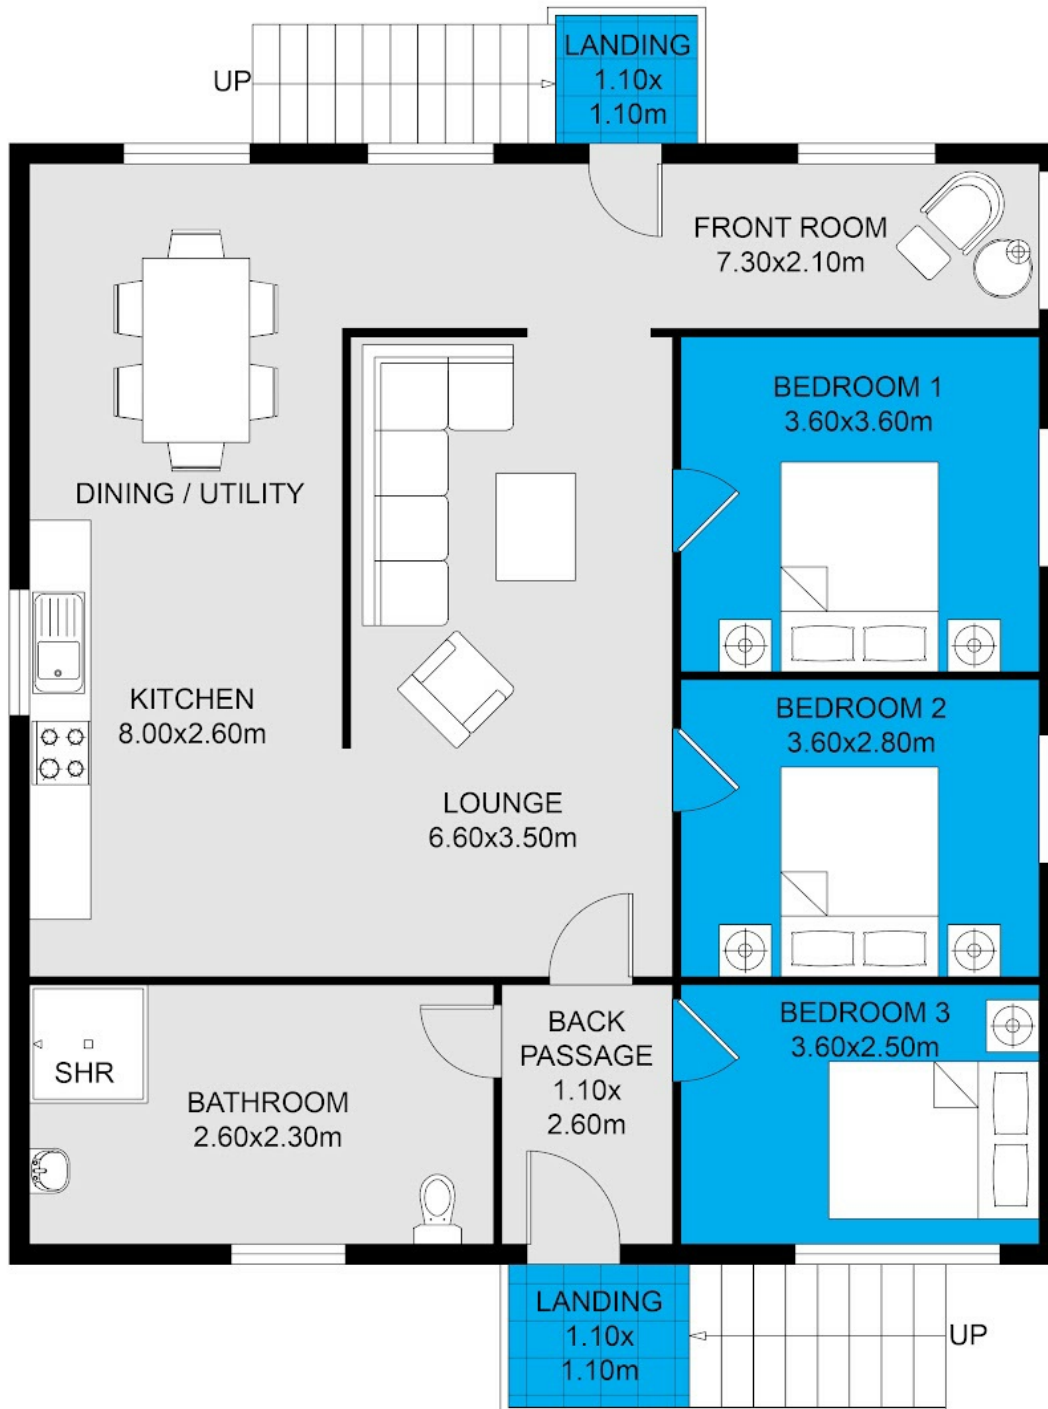 LANDING
1.10x
1.10m
UP
FRONT ROOM
7.30x2.10m
BEDROOM 1
3.60x3.60m
DINING / UTILITY
KITCHEN
8.00x2.60m
BEDROOM 2
3.60x2.80m
LOUNGE
6.60x3.50m
BACK
PASSAGE
1.10x
2.60m
BEDROOM 3
3.60x2.50m
SHR
BATHROOM
2.60x2.30m
LANDING
1.10x
1.10m
UP